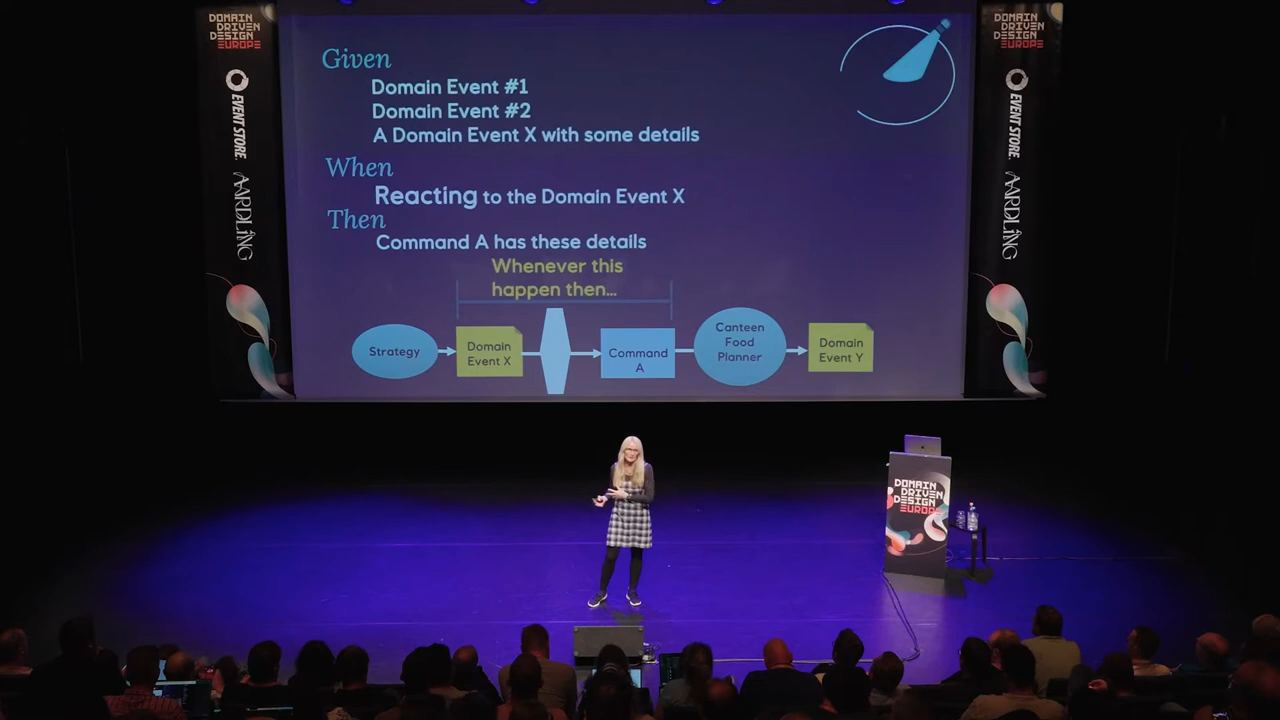 DOMAIN
DRIVEN
DESIGN
EUROPE
EVENT STORE.
AARDLING
Given
Domain Event #1
Domain Event #2
A Domain Event X with some details
When
Reacting to the Domain Event X
Then
Command A has these details
Whenever this
happen then...
Strategy
Domain
Event X
Command
A
Canteen
Food
Planner
Domain
Event Y
DOMAIN
DRIVEN
DESIGN
EUROPE
EVENT STORE.
AARDLING
DOMAIN
DRIVEN
DESIGN
EUROPE